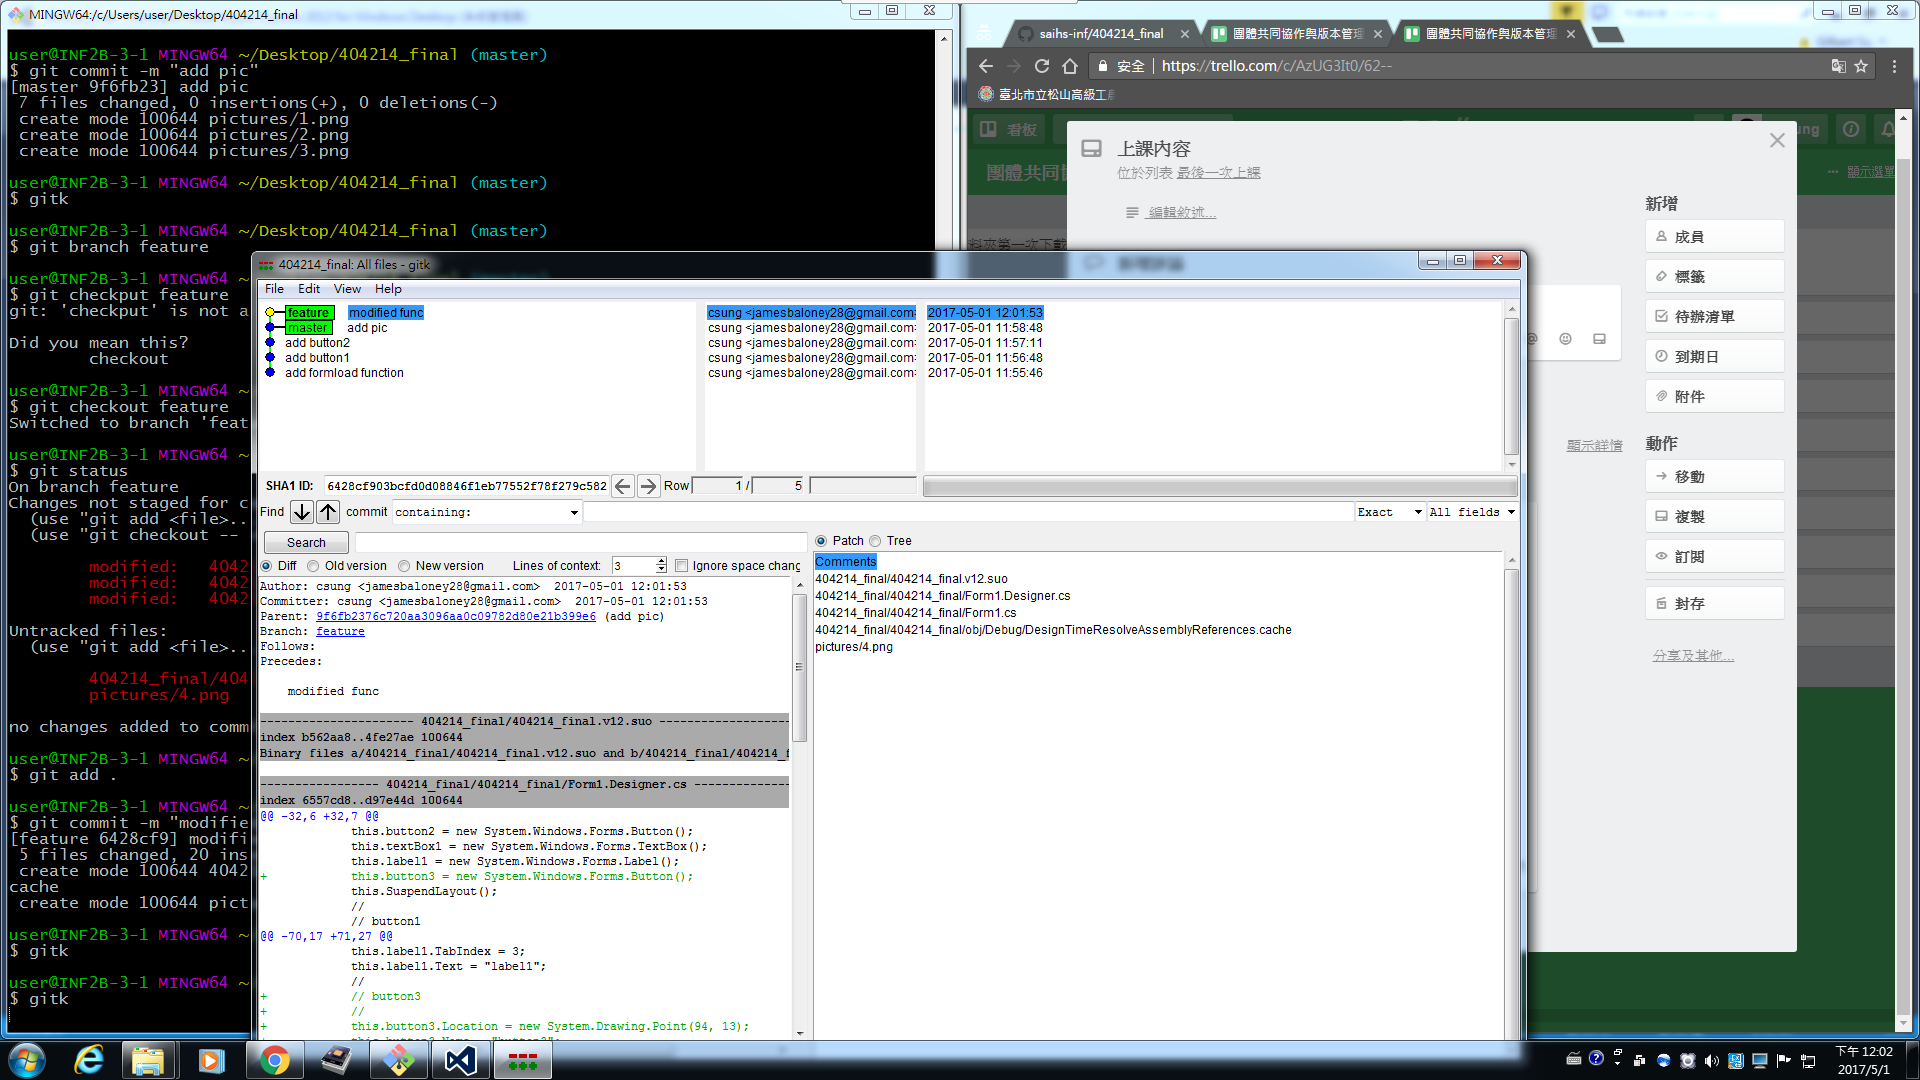 MINGW64:/c/Users/user/Desktop/404214_final
user@INF2B-3-1 MINGW64 ~/Desktop/404214_final (master)
$ git commit -m "add pic"
[master 9f6fb23] add pic
7 files changed, 0 insertions(+), 0 deletions(-)
create mode 100644 pictures/1.png
create mode 100644 pictures/2.png
create mode 100644 pictures/3.png
user@INF2B-3-1 MINGW64 ~/Desktop/404214_final (master)
$ gitk
user@INF2B-3-1 MINGW64 ~/Desktop/404214_final (master)
$ git branch feature
user@INF2B-3-1 MINGW64 ~
$ git checkput feature
git: 'checkput' is not a
Did you mean this?
checkout
user@INF2B-3-1 MINGW64 ~
$ git checkout feature
Switched to branch 'feat
user@INF2B-3-1 MINGW64 ~
$ git status
On branch feature
Changes not staged for c
(use "git add <file>..
(use "git checkout --
modified:   4042
modified:   4042
modified:   4042
Untracked files:
(use "git add <file>..
404214_final/404
pictures/4.png
no changes added to comm
user@INF2B-3-1 MINGW64 ~
$ git add .
user@INF2B-3-1 MINGW64 ~
$ git commit -m "modifie
[feature 6428cf9] modifi
5 files changed, 20 ins
create mode 100644 4042
cache
create mode 100644 pict
user@INF2B-3-1 MINGW64 ~
$ gitk
user@INF2B-3-1 MINGW64 ~
$ gitk
404214_final: All files - gitk
File Edit View Help
feature modified func csung <jamesbaloney28@gmail.com> 2017-05-01 12:01:53
master add pic csung <jamesbaloney28@gmail.com> 2017-05-01 11:58:48
add button2 csung <jamesbaloney28@gmail.com> 2017-05-01 11:57:11
add button1 csung <jamesbaloney28@gmail.com> 2017-05-01 11:56:48
add formload function csung <jamesbaloney28@gmail.com> 2017-05-01 11:55:46
SHA1 ID: 6428cf903bcfd0d08846f1eb77552f78f279c582 Row 1 / 5
Find commit containing: Exact All fields
Search
Patch Tree
Diff Old version New version Lines of context: 3 Ignore space chang
Author: csung <jamesbaloney28@gmail.com>  2017-05-01 12:01:53
Committer: csung <jamesbaloney28@gmail.com>  2017-05-01 12:01:53
Parent: 9f6fb2376c720aa3096aa0c09782d80e21b399e6 (add pic)
Branch: feature
Follows:
Precedes:
modified func
---------------------- 404214_final/404214_final.v12.suo -------------------
index b562aa8..4fe27ae 100644
Binary files a/404214_final/404214_final.v12.suo and b/404214_final/404214_f
----------------- 404214_final/404214_final/Form1.Designer.cs --------------
index 6557cd8..d97e44d 100644
@@ -32,6 +32,7 @@
this.button2 = new System.Windows.Forms.Button();
this.textBox1 = new System.Windows.Forms.TextBox();
this.label1 = new System.Windows.Forms.Label();
+ this.button3 = new System.Windows.Forms.Button();
this.SuspendLayout();
//
// button1
@@ -70,17 +71,27 @@
this.label1.TabIndex = 3;
this.label1.Text = "label1";
//
+ // button3
+ //
+ this.button3.Location = new System.Drawing.Point(94, 13);
Comments
404214_final/404214_final.v12.suo
404214_final/404214_final/Form1.Designer.cs
404214_final/404214_final/Form1.cs
404214_final/404214_final/obj/Debug/DesignTimeResolveAssemblyReferences.cache
pictures/4.png
saihs-inf/404214_final
團體共同協作與版本管理
團體共同協作與版本管理
安全 | https://trello.com/c/AzUG3It0/62--
臺北市立松山高級工
看板
團體共同協
顯示選單
上課內容
位於列表 最後一次上課
編輯敘述...
料夾第一次下載
新增評論
新增
成員
標籤
待辦清單
到期日
附件
顯示詳情
動作
移動
複製
訂閱
封存
分享及其他...
下午 12:02
2017/5/1